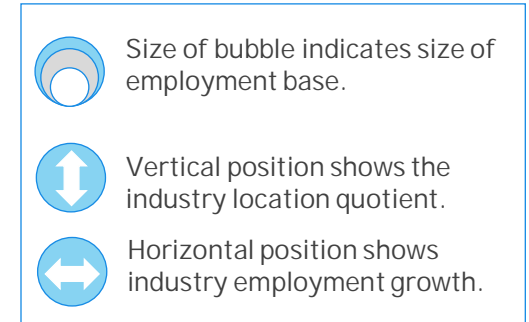 Size of bubble indicates size of
employment base.
Vertical position shows the
industry location quotient.
Horizontal position shows
industry employment growth.